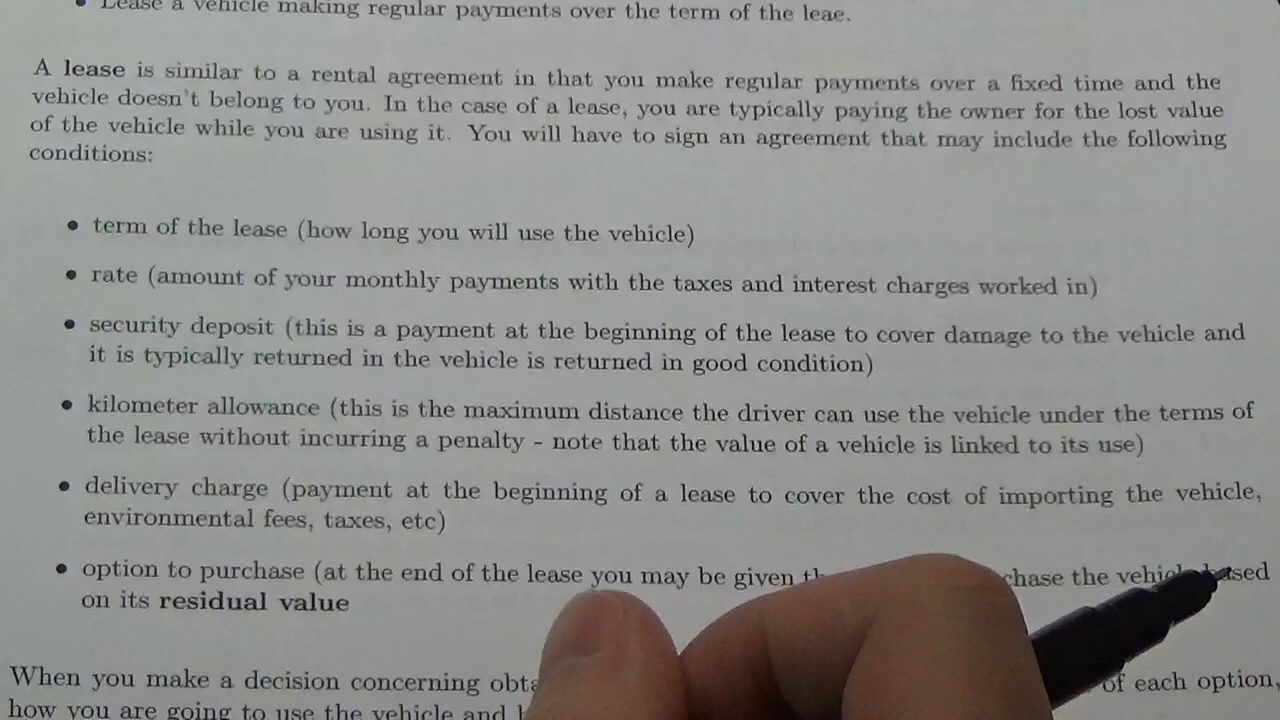 • Lease a vehicle making regular payments over the term of the leae.
A lease is similar to a rental agreement in that you make regular payments over a fixed time and the
vehicle doesn't belong to you. In the case of a lease, you are typically paying the owner for the lost value
of the vehicle while you are using it. You will have to sign an agreement that may include the following
conditions:
• term of the lease (how long you will use the vehicle)
• rate (amount of your monthly payments with the taxes and interest charges worked in)
• security deposit (this is a payment at the beginning of the lease to cover damage to the vehicle and
it is typically returned in the vehicle is returned in good condition)
• kilometer allowance (this is the maximum distance the driver can use the vehicle under the terms of
the lease without incurring a penalty - note that the value of a vehicle is linked to its use)
• delivery charge (payment at the beginning of a lease to cover the cost of importing the vehicle,
environmental fees, taxes, etc)
• option to purchase (at the end of the lease you may be given chase the vehicle based
on its residual value
When you make a decision concerning of each option,
how you are going to use the vehicle and